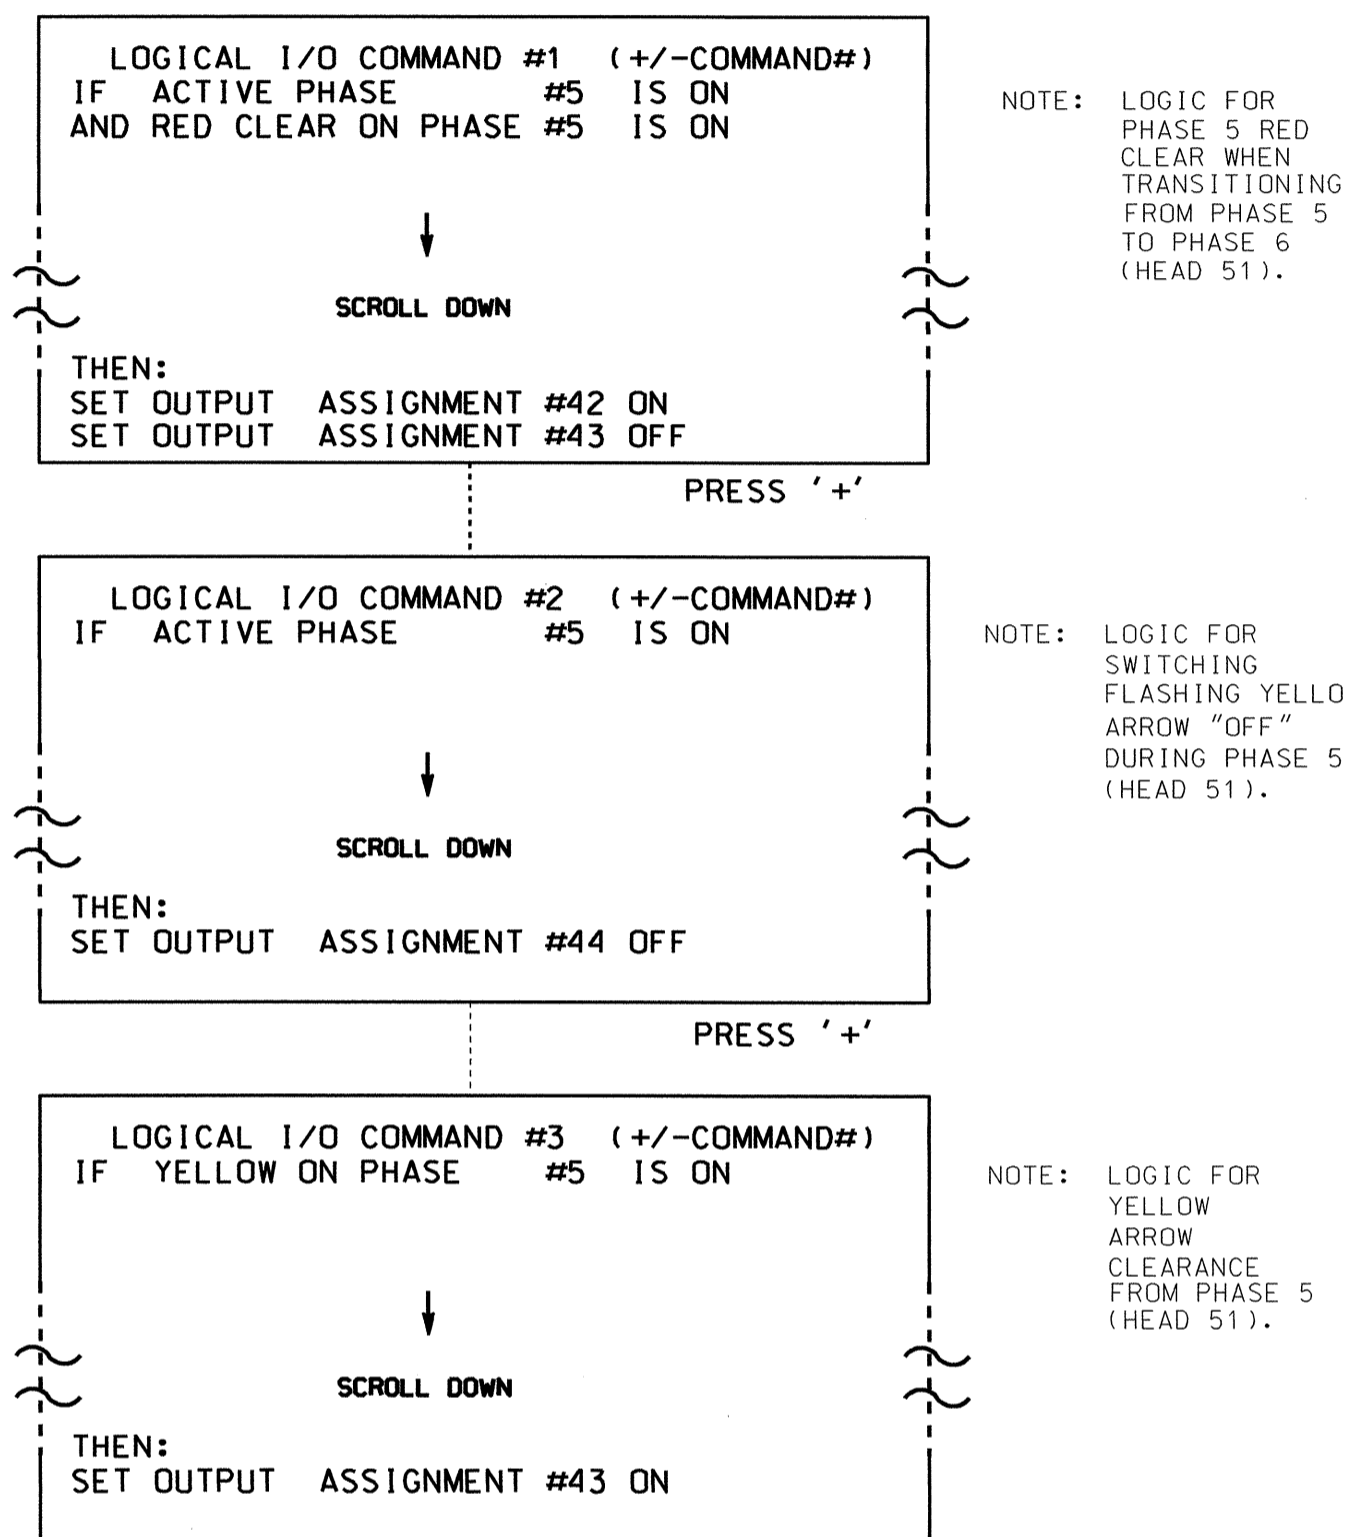 LOGICAL I/O COMMAND #1 (+/-COMMAND#)
IF ACTIVE PHASE #5 IS ON
AND RED CLEAR ON PHASE #5 IS ON
SCROLL DOWN
THEN:
SET OUTPUT ASSIGNMENT #42 ON
SET OUTPUT ASSIGNMENT #43 OFF
NOTE: LOGIC FOR
PHASE 5 RED
CLEAR WHEN
TRANSITIONING
FROM PHASE 5
TO PHASE 6
(HEAD 51).
PRESS '+'
LOGICAL I/O COMMAND #2 (+/-COMMAND#)
IF ACTIVE PHASE #5 IS ON
SCROLL DOWN
THEN:
SET OUTPUT ASSIGNMENT #44 OFF
NOTE: LOGIC FOR
SWITCHING
FLASHING YELLO
ARROW "OFF"
DURING PHASE 5
(HEAD 51).
PRESS '+'
LOGICAL I/O COMMAND #3 (+/-COMMAND#)
IF YELLOW ON PHASE #5 IS ON
SCROLL DOWN
THEN:
SET OUTPUT ASSIGNMENT #43 ON
NOTE: LOGIC FOR
YELLOW
ARROW
CLEARANCE
FROM PHASE 5
(HEAD 51).